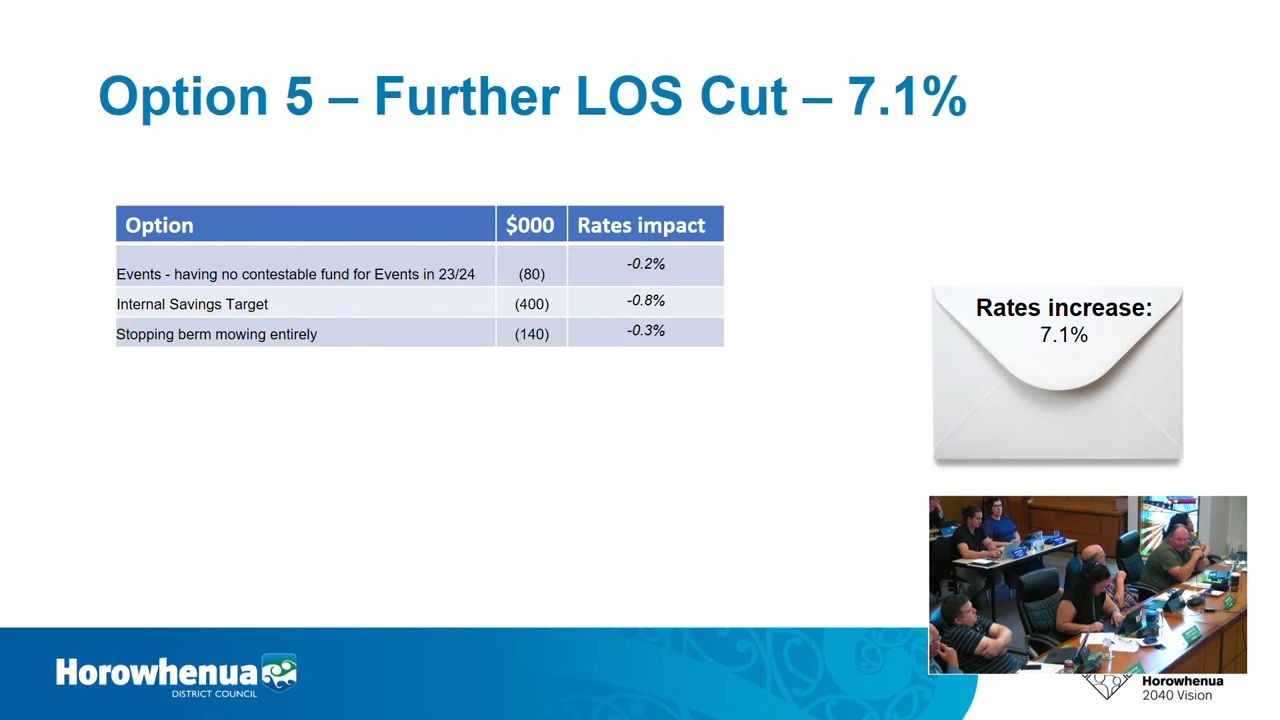 Option 5 – Further LOS Cut – 7.1%
Option $000 Rates impact
Events - having no contestable fund for Events in 23/24 (80) -0.2%
Internal Savings Target (400) -0.8%
Stopping berm mowing entirely (140) -0.3%
Rates increase:
7.1%
Horowhenua
DISTRICT COUNCIL
Horowhenua
2040 Vision